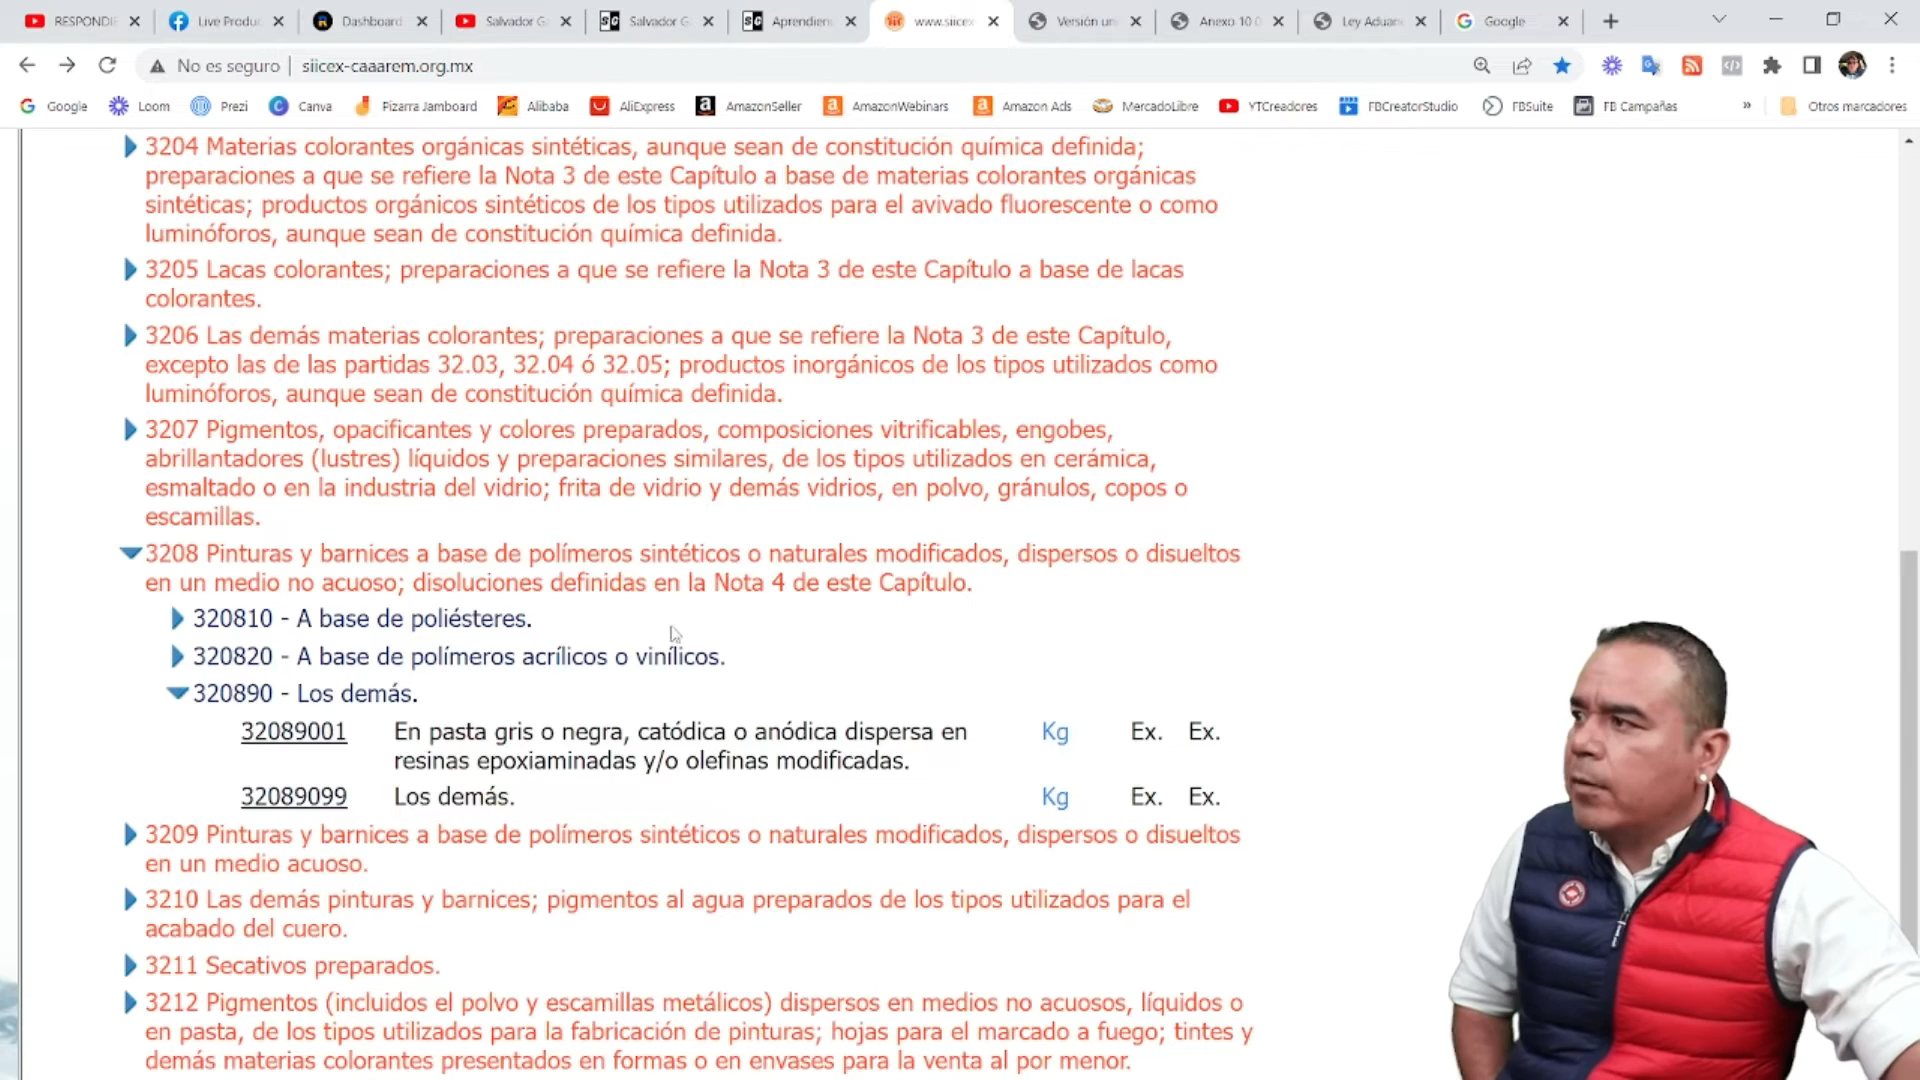 RESPONDIE
Live Produc
Dashboard
Salvador Ga
Salvador G
Aprendien
www.siicex
Versión un
Anexo 10 0
Ley Aduan
Google
No es seguro
siicex-caaarem.org.mx
Google
Loom
Prezi
Canva
Pizarra Jamboard
Alibaba
AliExpress
AmazonSeller
AmazonWebinars
Amazon Ads
MercadoLibre
YTCreadores
FBCreatorStudio
FBSuite
FB Campañas
»
Otros marcadores
3204 Materias colorantes orgánicas sintéticas, aunque sean de constitución química definida;
preparaciones a que se refiere la Nota 3 de este Capítulo a base de materias colorantes orgánicas
sintéticas; productos orgánicos sintéticos de los tipos utilizados para el avivado fluorescente o como
luminóforos, aunque sean de constitución química definida.
3205 Lacas colorantes; preparaciones a que se refiere la Nota 3 de este Capítulo a base de lacas
colorantes.
3206 Las demás materias colorantes; preparaciones a que se refiere la Nota 3 de este Capítulo,
excepto las de las partidas 32.03, 32.04 ó 32.05; productos inorgánicos de los tipos utilizados como
luminóforos, aunque sean de constitución química definida.
3207 Pigmentos, opacificantes y colores preparados, composiciones vitrificables, engobes,
abrillantadores (lustres) líquidos y preparaciones similares, de los tipos utilizados en cerámica,
esmaltado o en la industria del vidrio; frita de vidrio y demás vidrios, en polvo, gránulos, copos o
escamillas.
3208 Pinturas y barnices a base de polímeros sintéticos o naturales modificados, dispersos o disueltos
en un medio no acuoso; disoluciones definidas en la Nota 4 de este Capítulo.
320810 - A base de poliésteres.
320820 - A base de polímeros acrílicos o vinílicos.
320890 - Los demás.
32089001 En pasta gris o negra, catódica o anódica dispersa en Kg Ex. Ex.
resinas epoxiaminadas y/o olefinas modificadas.
32089099 Los demás. Kg Ex. Ex.
3209 Pinturas y barnices a base de polímeros sintéticos o naturales modificados, dispersos o disueltos
en un medio acuoso.
3210 Las demás pinturas y barnices; pigmentos al agua preparados de los tipos utilizados para el
acabado del cuero.
3211 Secativos preparados.
3212 Pigmentos (incluidos el polvo y escamillas metálicos) dispersos en medios no acuosos, líquidos o
en pasta, de los tipos utilizados para la fabricación de pinturas; hojas para el marcado a fuego; tintes y
demás materias colorantes presentados en formas o en envases para la venta al por menor.